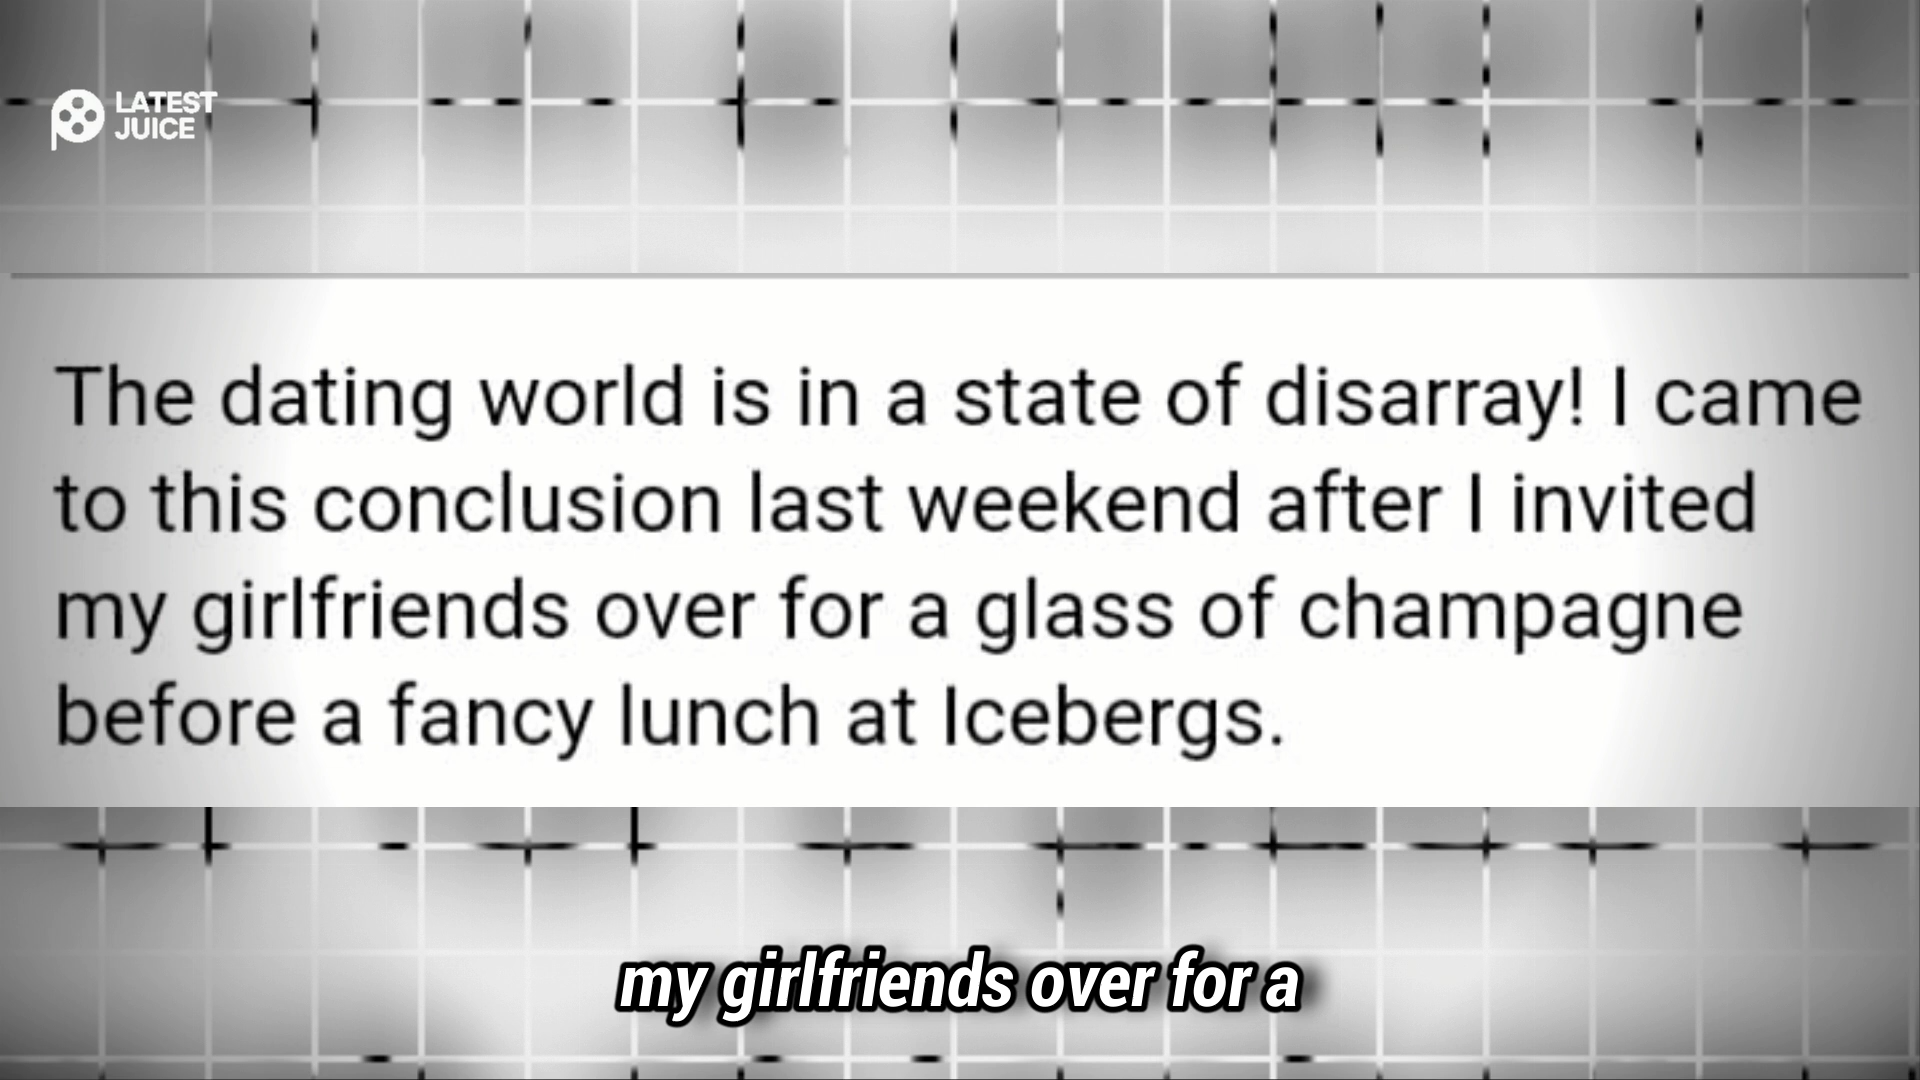 LATEST
JUICE
The dating world is in a state of disarray! I came
to this conclusion last weekend after I invited
my girlfriends over for a glass of champagne
before a fancy lunch at Icebergs.
my girlfriends over for a